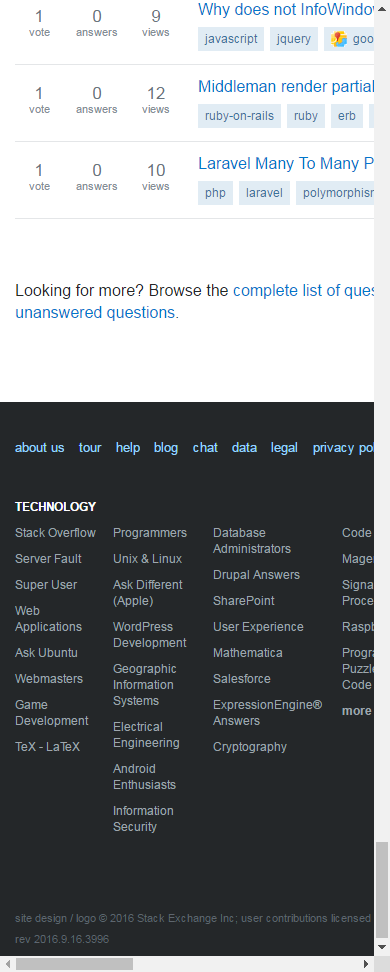 1 0 9 Why does not InfoWindow
vote answers views
javascript jquery goo
1 0 12 Middleman render partial
vote answers views
ruby-on-rails ruby erb
1 0 10 Laravel Many To Many P
vote answers views
php laravel polymorphism
Looking for more? Browse the complete list of ques
unanswered questions.
about us tour help blog chat data legal privacy pol
TECHNOLOGY
Stack Overflow
Server Fault
Super User
Web
Applications
Ask Ubuntu
Webmasters
Game
Development
TeX - LaTeX
Programmers
Unix & Linux
Ask Different
(Apple)
WordPress
Development
Geographic
Information
Systems
Electrical
Engineering
Android
Enthusiasts
Information
Security
Database
Administrators
Drupal Answers
SharePoint
User Experience
Mathematica
Salesforce
ExpressionEngine®
Answers
Cryptography
Code
Mage
Signa
Proce
Raspb
Progra
Puzzle
Code
more
site design / logo © 2016 Stack Exchange Inc; user contributions licensed
rev 2016.9.16.3996